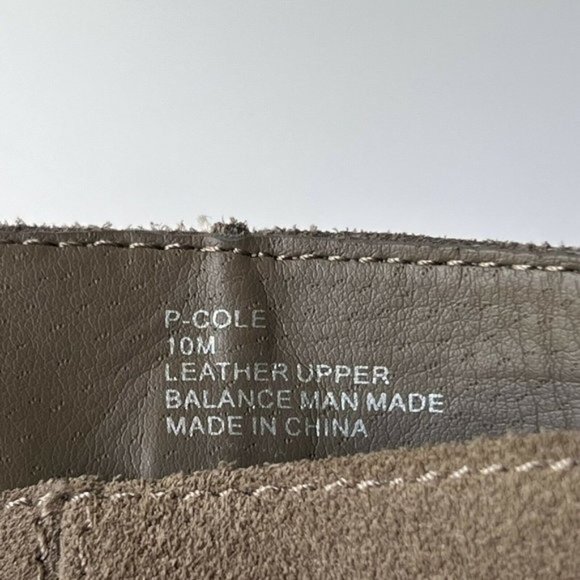 P-COLE
10M
LEATHER UPPER
BALANCE MAN MADE
MADE IN CHINA